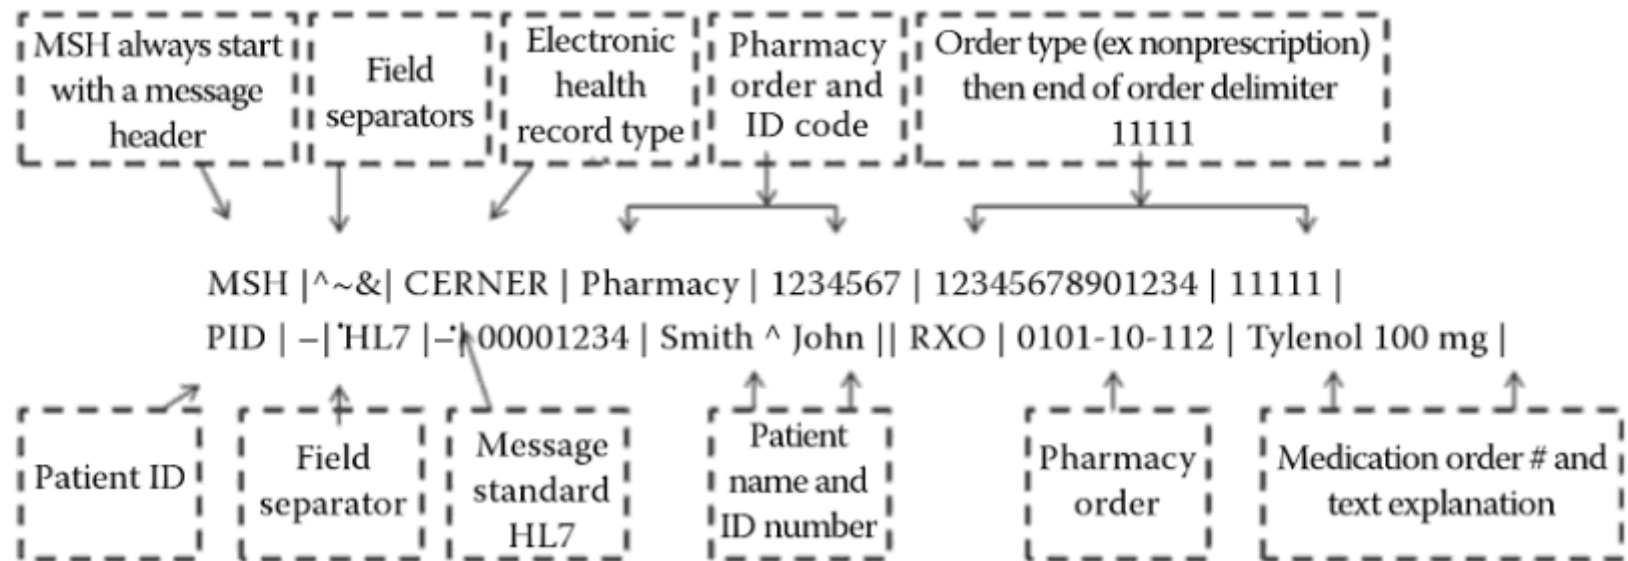 MSH always start
with a message
header
Field
separators
Electronic
health
record type
Pharmacy
order and
ID code
Order type (ex nonprescription)
then end of order delimiter
11111
MSH |^~&| CERNER | Pharmacy | 1234567 | 12345678901234 | 11111 |
PID | –| ͘HL7 |–͘| 00001234 | Smith ^ John || RXO | 0101-10-112 | Tylenol 100 mg |
Patient ID
Field
separator
Message
standard
HL7
Patient
name and
ID number
Pharmacy
order
Medication order # and
text explanation